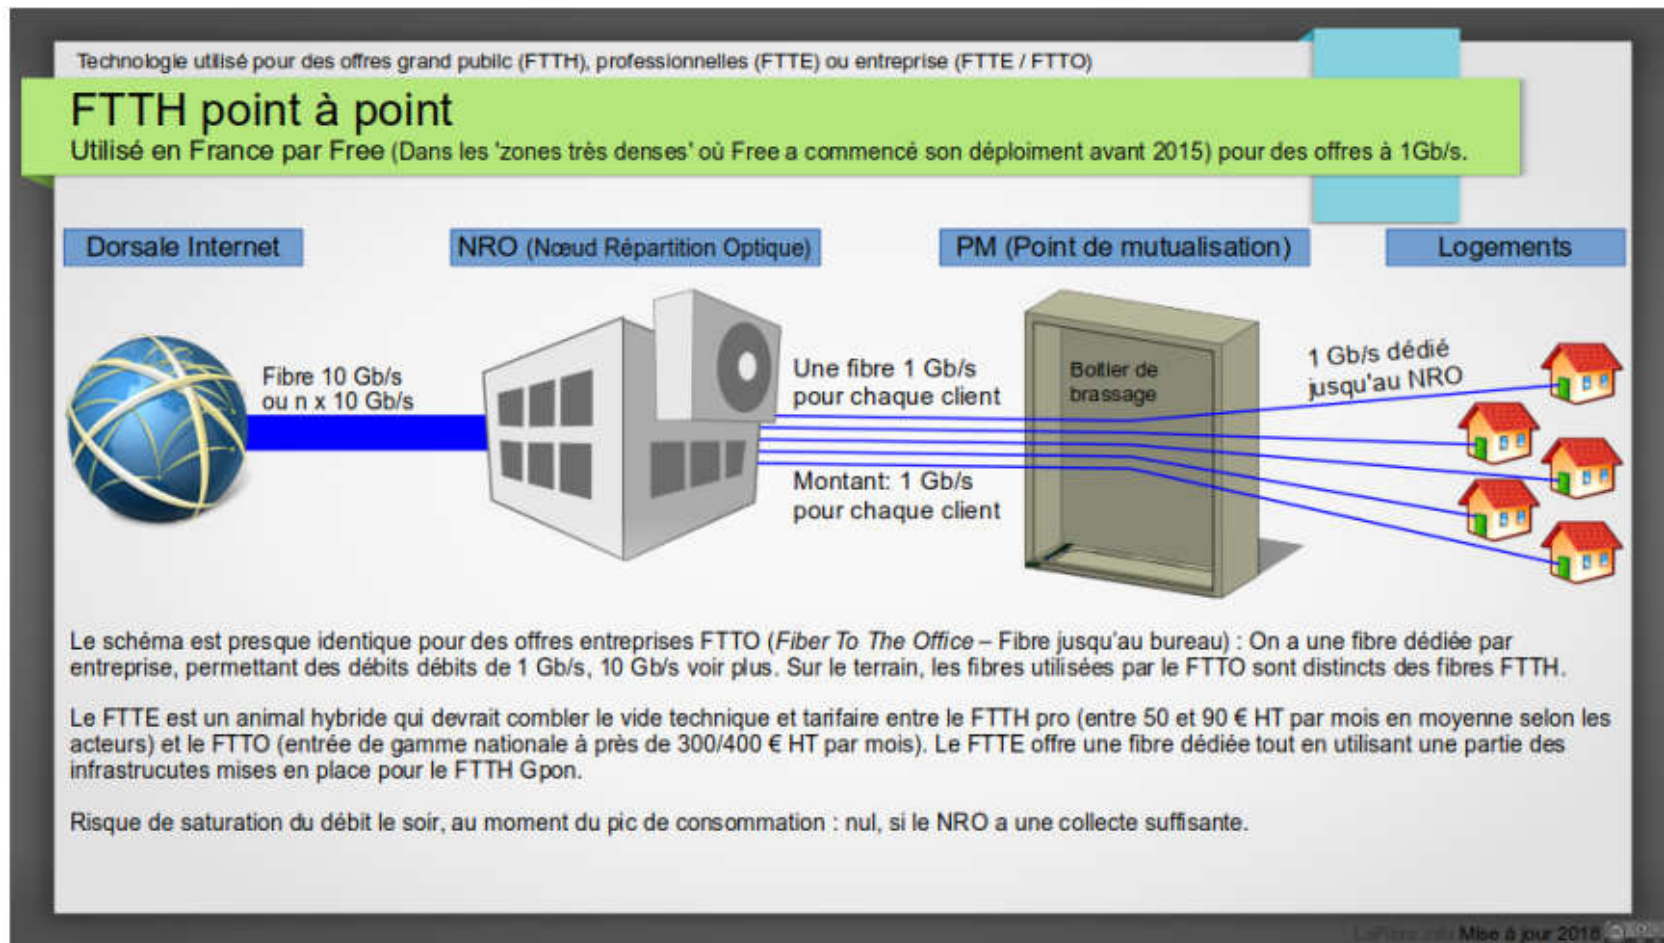 Technologie utilisé pour des offres grand public (FTTH), professionnelles (FTTE) ou entreprise (FTTE / FTTO)
FTTH point à point
Utilisé en France par Free (Dans les 'zones très denses' où Free a commencé son déploiment avant 2015) pour des offres à 1Gb/s.
Dorsale Internet
NRO (Nœud Répartition Optique)
PM (Point de mutualisation)
Logements
Fibre 10 Gb/s
ou n x 10 Gb/s
Une fibre 1 Gb/s
pour chaque client
Montant: 1 Gb/s
pour chaque client
Boitier de
brassage
1 Gb/s dédié
jusqu'au NRO
Le schéma est presque identique pour des offres entreprises FTTO (Fiber To The Office – Fibre jusqu'au bureau) : On a une fibre dédiée par
entreprise, permettant des débits débits de 1 Gb/s, 10 Gb/s voir plus. Sur le terrain, les fibres utilisées par le FTTO sont distincts des fibres FTTH.
Le FTTE est un animal hybride qui devrait combler le vide technique et tarifaire entre le FTTH pro (entre 50 et 90 € HT par mois en moyenne selon les
acteurs) et le FTTO (entrée de gamme nationale à près de 300/400 € HT par mois). Le FTTE offre une fibre dédiée tout en utilisant une partie des
infrastrucutes mises en place pour le FTTH Gpon.
Risque de saturation du débit le soir, au moment du pic de consommation : nul, si le NRO a une collecte suffisante.
Mise à jour 2018